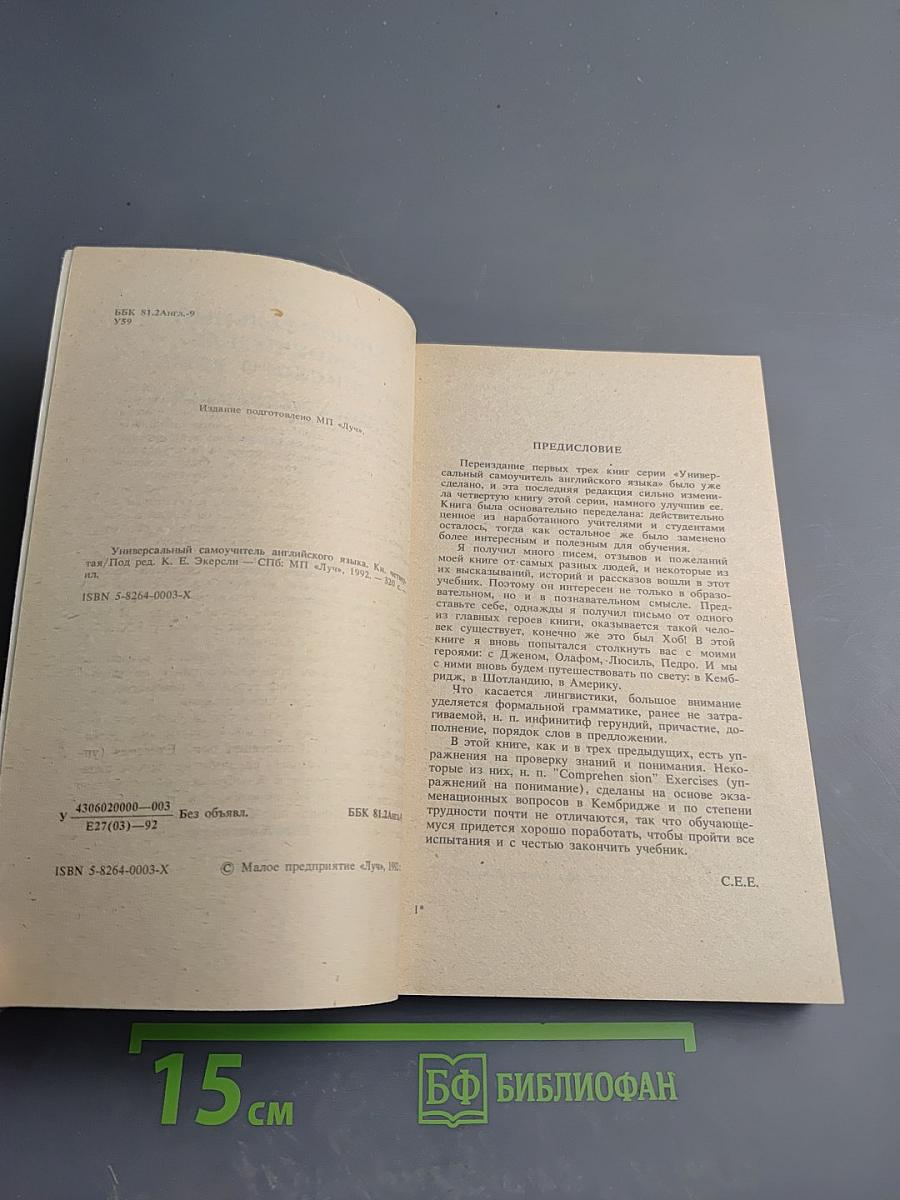 ББК 81.2Англ.-9
У59
Издание подготовлено МП «Луч».
Универсальный самоучитель английского языка. Кн. четвер
тая/Под ред. К. Е. Экерсли — СПб: МП «Луч», 1992. — 320 с.
ил.
ISBN 5-8264-0003-X
У 4306020000—003 Без объявл.
Е27(03)—92
ББК 81.2Англ
ISBN 5-8264-0003-X
© Малое предприятие «Луч», 1992
ПРЕДИСЛОВИЕ
Переиздание первых трех книг серии «Универ-
сальный самоучитель английского языка» было уже
сделано, и эта последняя редакция сильно измени-
ла четвертую книгу этой серии, намного улучшив ее.
Книга была основательно переделана: действительно
ценное из наработанного учителями и студентами
осталось, тогда как остальное же было заменено
более интересным и полезным для обучения.
Я получил много писем, отзывов и пожеланий
моей книге от самых разных людей, и некоторые из
их высказываний, историй и рассказов вошли в этот
учебник. Поэтому он интересен не только в образо-
вательном, но и в познавательном смысле. Пред-
ставьте себе, однажды я получил письмо от одного
из главных героев книги, оказывается такой чело-
век существует, конечно же это был Хоб! В этой
книге я вновь попытался столкнуть вас с моими
героями: с Дженом, Олафом, Люсиль, Педро. И мы
с ними вновь будем путешествовать по свету: в Кемб-
ридж, в Шотландию, в Америку.
Что касается лингвистики, большое внимание
уделяется формальной грамматике, ранее не затра-
гиваемой, н. п. инфинитиф герундий, причастие, до-
полнение, порядок слов в предложении.
В этой книге, как и в трех предыдущих, есть уп-
ражнения на проверку знаний и понимания. Неко-
торые из них, н. п. "Comprehen sion" Exercises (уп-
ражнений на понимание), сделаны на основе экза-
менационных вопросов в Кембридже и по степени
трудности почти не отличаются, так что обучающе-
муся придется хорошо поработать, чтобы пройти все
испытания и с честью закончить учебник.
С.Е.Е.
1*
15 см
БФ БИБЛИОФАН